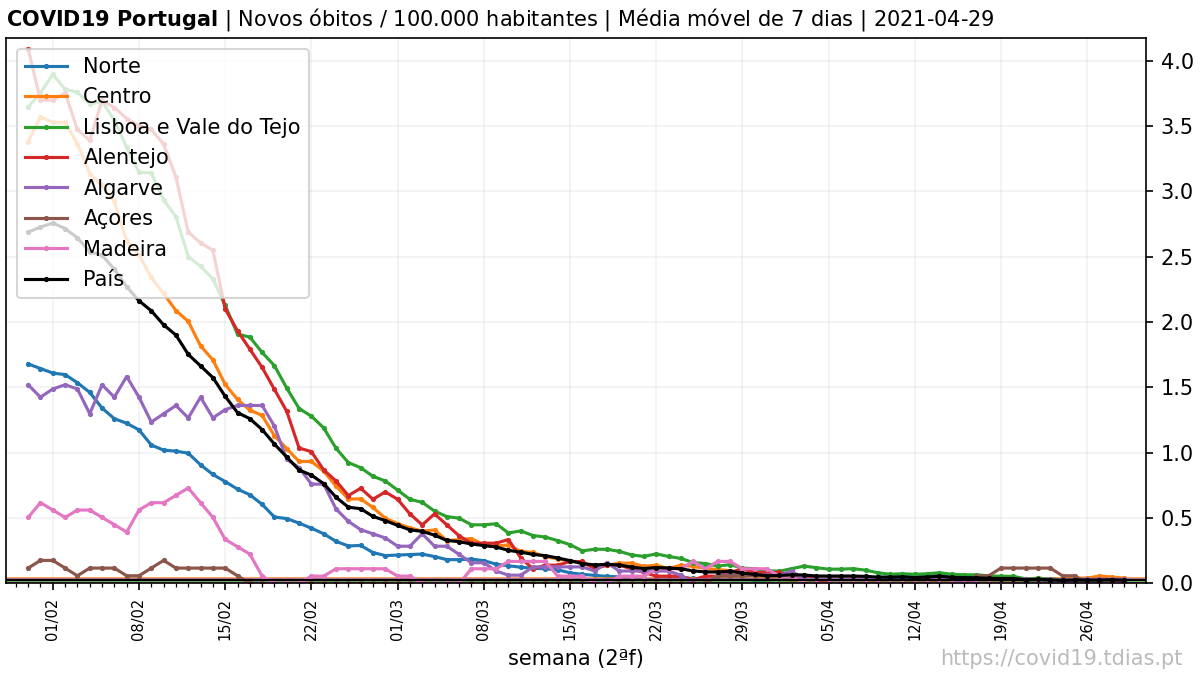 COVID19 Portugal | Novos óbitos / 100.000 habitantes | Média móvel de 7 dias | 2021-04-29
Norte
Centro
Lisboa e Vale do Tejo
Alentejo
Algarve
Açores
Madeira
País
4.0
3.5
3.0
2.5
2.0
1.5
1.0
0.5
0.0
01/02
08/02
15/02
22/02
01/03
08/03
15/03
22/03
29/03
05/04
12/04
19/04
26/04
semana (2ªf)
https://covid19.tdias.pt